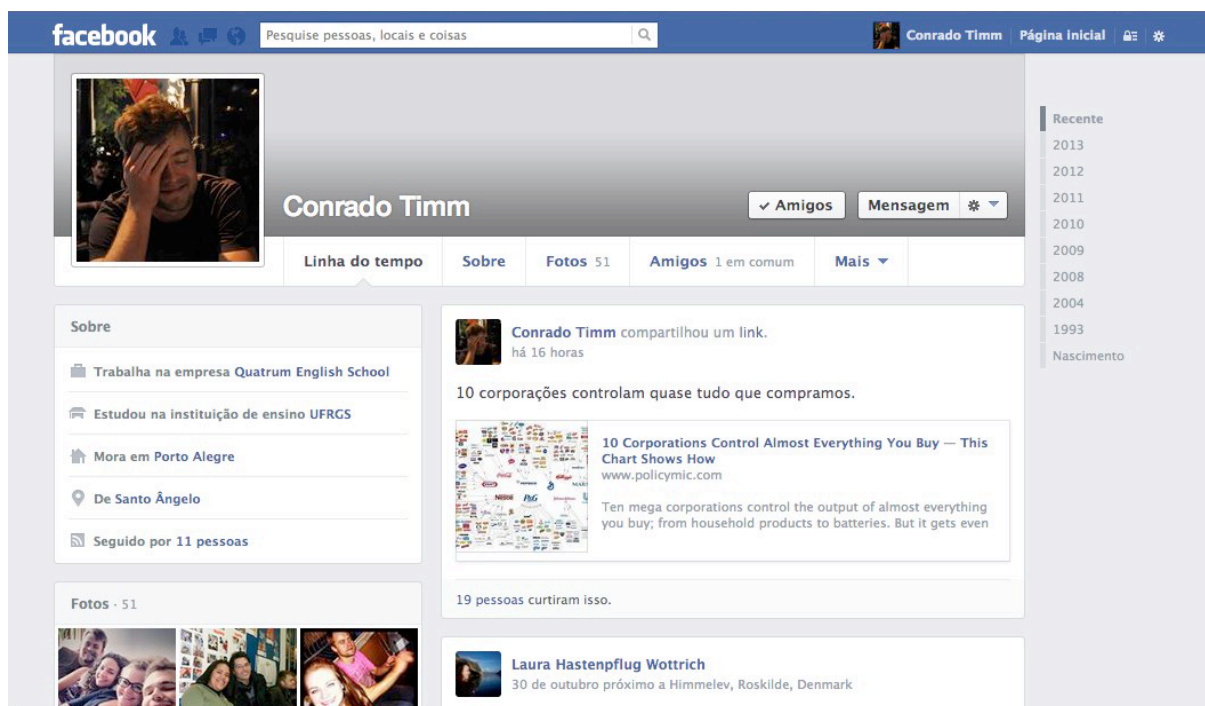 facebook
Pesquise pessoas, locais e coisas
Conrado Timm
Página inicial
Conrado Timm
Amigos
Mensagem
Linha do tempo
Sobre
Fotos 51
Amigos 1 em comum
Mais
Recente
2013
2012
2011
2010
2009
2008
2004
1993
Nascimento
Sobre
Trabalha na empresa Quatrum English School
Estudou na instituição de ensino UFRGS
Mora em Porto Alegre
De Santo Ângelo
Seguido por 11 pessoas
Fotos · 51
Conrado Timm compartilhou um link.
há 16 horas
10 corporações controlam quase tudo que compramos.
10 Corporations Control Almost Everything You Buy — This
Chart Shows How
www.policymic.com
Ten mega corporations control the output of almost everything
you buy; from household products to batteries. But it gets even
Nestlé
P&G
19 pessoas curtiram isso.
Laura Hastenpflug Wottrich
30 de outubro próximo a Himmelev, Roskilde, Denmark